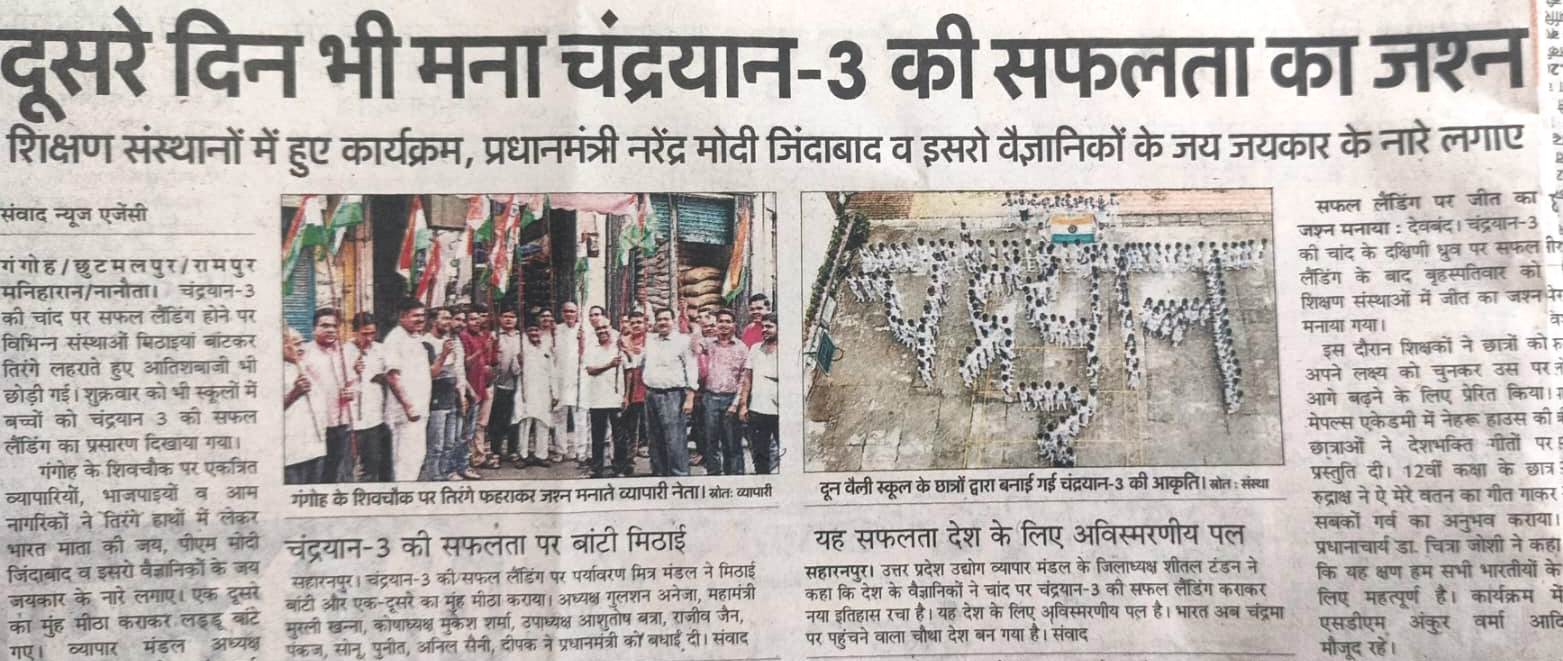 दूसरे दिन भी मना चंद्रयान-3 की सफलता का जश्न
शिक्षण संस्थानों में हुए कार्यक्रम, प्रधानमंत्री नरेंद्र मोदी जिंदाबाद व इसरो वैज्ञानिकों के जय जयकार के नारे लगाए
संवाद न्यूज एजेंसी
गंगोह/छुटमलपुर/रामपुर
मनिहारान/नानौता। चंद्रयान-3
की चांद पर सफल लैंडिंग होने पर
विभिन्न संस्थाओं मिठाइयां बांटकर
तिरंगे लहराते हुए आतिशबाजी भी
छोड़ी गई। शुक्रवार को भी स्कूलों में
बच्चों को चंद्रयान 3 की सफल
लैंडिंग का प्रसारण दिखाया गया।
गंगोह के शिवचौक पर एकत्रित
व्यापारियों, भाजपाइयों व आम
नागरिकों ने तिरंगे हाथों में लेकर
भारत माता की जय, पीएम मोदी
जिंदाबाद व इसरो वैज्ञानिकों के जय
जयकार के नारे लगाए। एक दूसरे
का मुंह मीठा कराकर लड्डू बांटे
गए। व्यापार मंडल अध्यक्ष
गंगोह के शिवचौक पर तिरंगे फहराकर जश्न मनाते व्यापारी नेता। स्रोत: व्यापारी
चंद्रयान-3 की सफलता पर बांटी मिठाई
सहारनपुर। चंद्रयान-3 की सफल लैंडिंग पर पर्यावरण मित्र मंडल ने मिठाई
बांटी और एक-दूसरे का मुंह मीठा कराया। अध्यक्ष गुलशन अनेजा, महामंत्री
मुरली खन्ना, कोषाध्यक्ष मुकेश शर्मा, उपाध्यक्ष आशुतोष बत्रा, राजीव जैन,
पंकज, सोनू, पुनीत, अनिल सैनी, दीपक ने प्रधानमंत्री को बधाई दी। संवाद
चंद्रयान
3
दून वैली स्कूल के छात्रों द्वारा बनाई गई चंद्रयान-3 की आकृति। स्रोत : संस्था
यह सफलता देश के लिए अविस्मरणीय पल
सहारनपुर। उत्तर प्रदेश उद्योग व्यापार मंडल के जिलाध्यक्ष शीतल टंडन ने
कहा कि देश के वैज्ञानिकों ने चांद पर चंद्रयान-3 की सफल लैंडिंग कराकर
नया इतिहास रचा है। यह देश के लिए अविस्मरणीय पल है। भारत अब चंद्रमा
पर पहुंचने वाला चौथा देश बन गया है। संवाद
सफल लैंडिंग पर जीत का
जश्न मनाया : देवबंद। चंद्रयान-3
की चांद के दक्षिणी ध्रुव पर सफल
लैंडिंग के बाद बृहस्पतिवार को
शिक्षण संस्थाओं में जीत का जश्न
मनाया गया।
इस दौरान शिक्षकों ने छात्रों को
अपने लक्ष्य को चुनकर उस पर
आगे बढ़ने के लिए प्रेरित किया।
मेपल्स एकेडमी में नेहरू हाउस की
छात्राओं ने देशभक्ति गीतों पर
प्रस्तुति दी। 12वीं कक्षा के छात्र
रुद्राक्ष ने ऐ मेरे वतन का गीत गाकर
सबको गर्व का अनुभव कराया।
प्रधानाचार्य डा. चित्रा जोशी ने कहा
कि यह क्षण हम सभी भारतीयों के
लिए महत्पूर्ण है। कार्यक्रम में
एसडीएम अंकुर वर्मा आदि
मौजूद रहे।